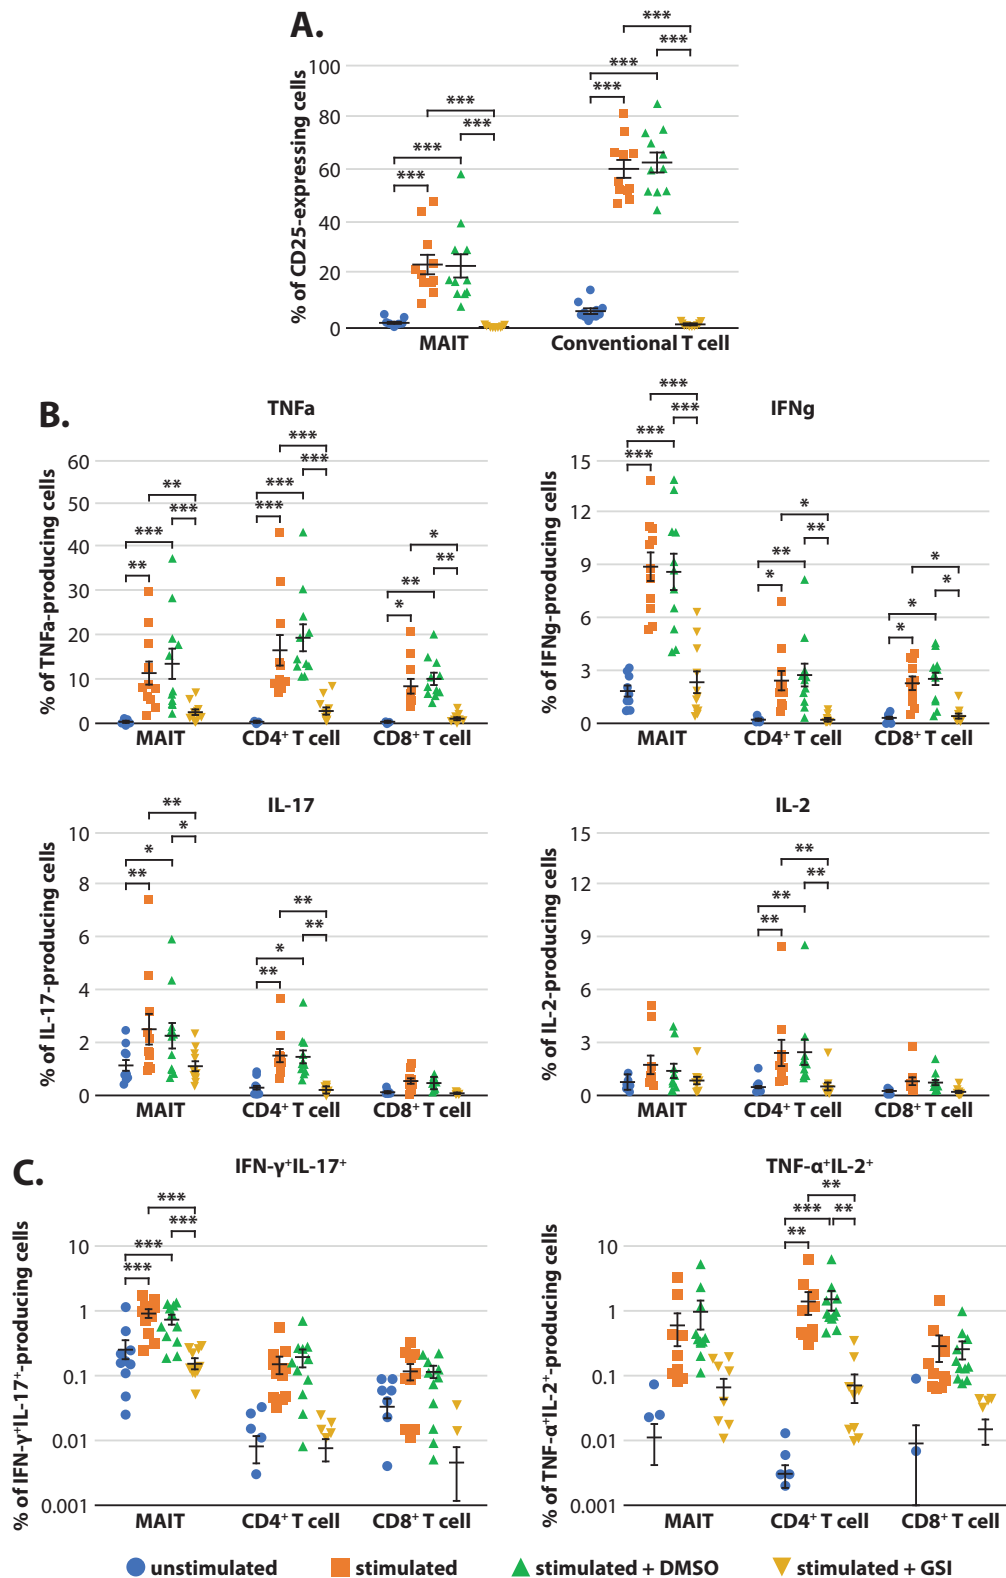 A.
% of CD25-expressing cells
100
80
60
40
20
0
***
***
***
***
***
***
***
***
MAIT
Conventional T cell
B.
TNFa
% of TNFa-producing cells
60
50
40
30
20
10
0
**
***
***
**
***
***
***
***
*
**
**
*
MAIT
CD4+ T cell
CD8+ T cell
IFNg
% of IFNg-producing cells
15
12
9
6
3
0
***
***
***
***
*
**
**
*
*
*
*
*
MAIT
CD4+ T cell
CD8+ T cell
IL-17
% of IL-17-producing cells
10
8
6
4
2
0
**
*
*
**
**
**
*
**
MAIT
CD4+ T cell
CD8+ T cell
IL-2
% of IL-2-producing cells
15
12
9
6
3
0
**
**
**
**
MAIT
CD4+ T cell
CD8+ T cell
C.
IFN-γ+IL-17+
% of IFN-γ+IL-17+-producing cells
10
1
0.1
0.01
0.001
***
***
***
***
MAIT
CD4+ T cell
CD8+ T cell
TNF-α+IL-2+
% of TNF-α+IL-2+-producing cells
10
1
0.1
0.01
0.001
**
***
**
**
MAIT
CD4+ T cell
CD8+ T cell
unstimulated
stimulated
stimulated + DMSO
stimulated + GSI